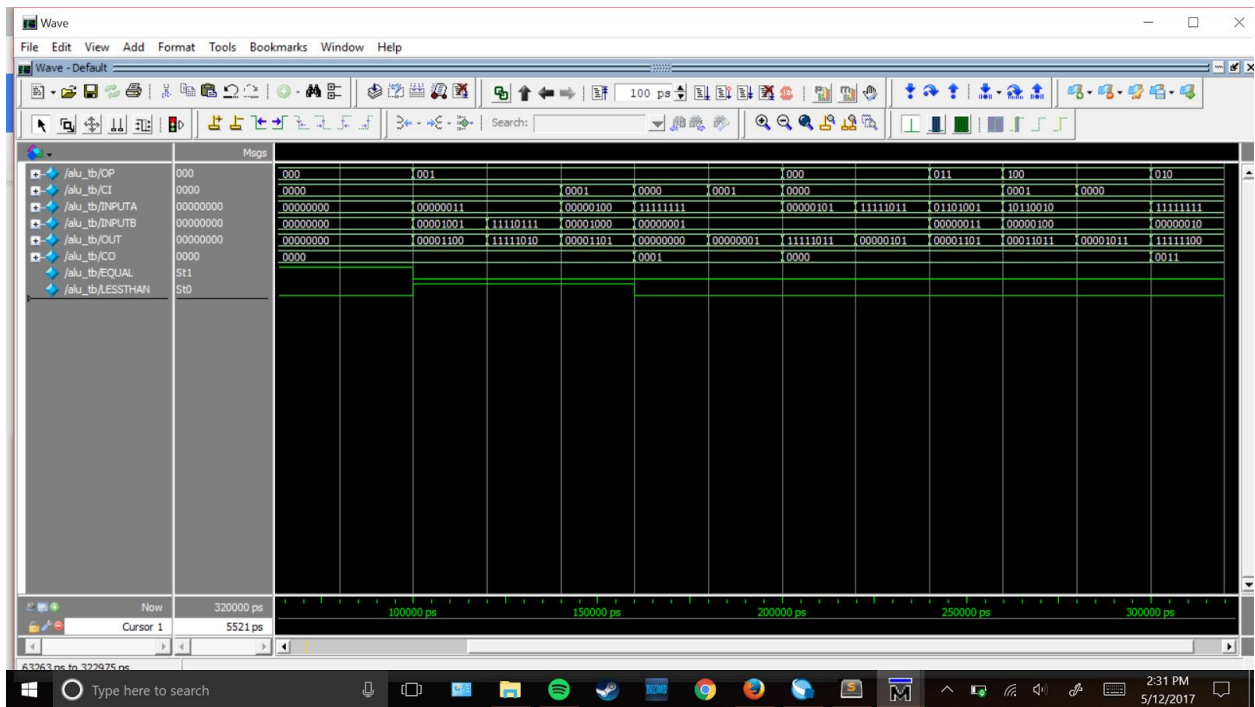 Wave
File Edit View Add Format Tools Bookmarks Window Help
Wave - Default
100 ps
Search:
Msgs
/alu_tb/OP 000 000 001 000 011 100 010
/alu_tb/CI 0000 0000 0001 0000 0001 0000 0001 0000
/alu_tb/INPUTA 00000000 00000000 00000011 00000100 11111111 00000101 11111011 01101001 10110010 11111111
/alu_tb/INPUTB 00000000 00000000 00001001 11110111 00001000 00000001 00000011 00000100 00000010
/alu_tb/OUT 00000000 00000000 00001100 11111010 00001101 00000000 00000001 11111011 00000101 00001101 00011011 00001011 11111100
/alu_tb/CO 0000 0000 0001 0000 0011
/alu_tb/EQUAL St1
/alu_tb/LESSTHAN St0
Now 320000 ps 100000 ps 150000 ps 200000 ps 250000 ps 300000 ps
Cursor 1 5521 ps
63263 ps to 322975 ps
Type here to search
2:31 PM
5/12/2017